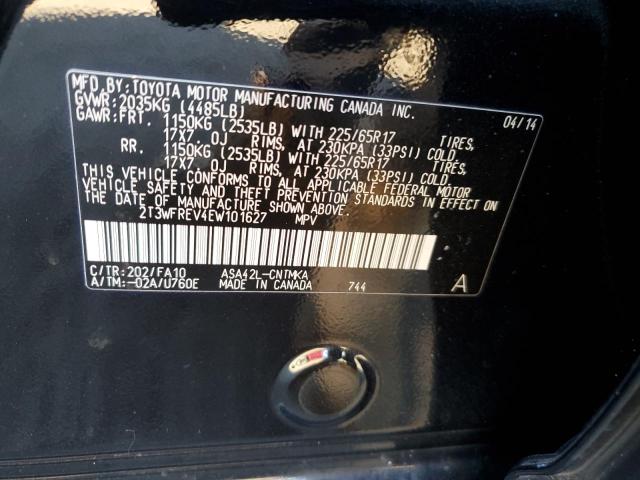 MFD.BY:TOYOTA MOTOR MANUFACTURING CANADA INC.
GVWR:2035KG (4485LB) 04/14
GAWR:FRT. 1150KG (2535LB) WITH 225/65R17 TIRES,
17X7.0J RIMS, AT 230KPA (33PSI) COLD
RR. 1150KG (2535LB) WITH 225/65R17 TIRES,
17X7.0J RIMS, AT 230KPA (33PSI) COLD
THIS VEHICLE CONFORMS TO ALL APPLICABLE FEDERAL MOTOR
VEHICLE SAFETY AND THEFT PREVENTION STANDARDS IN EFFECT ON
THE DATE OF MANUFACTURE SHOWN ABOVE.
2T3WFREV4EW101627 MPV
C/TR:202/FA10 ASA42L-CNTMKA
A/TM:-02A/U760E MADE IN CANADA 744 A